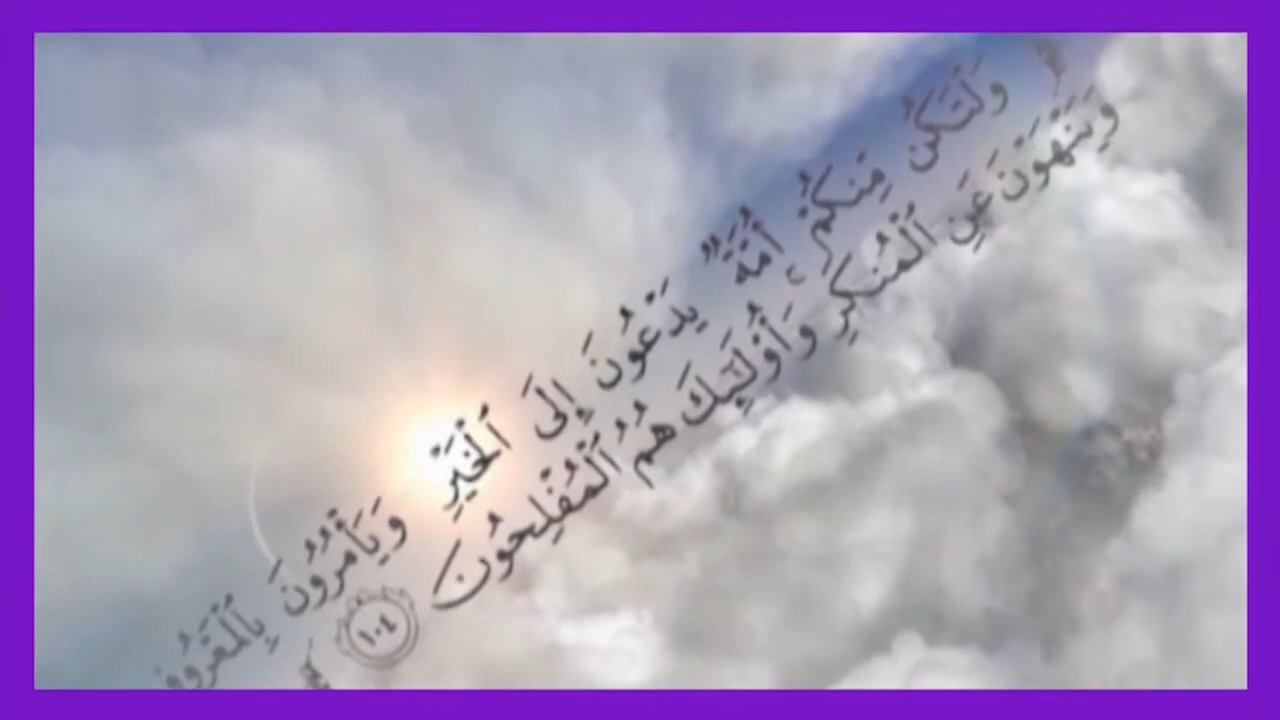 وَلْتَكُن مِّنكُمْ أُمَّةٌ يَدْعُونَ إِلَى ٱلْخَيْرِ وَيَأْمُرُونَ بِٱلْمَعْرُوفِ
وَيَنْهَوْنَ عَنِ ٱلْمُنكَرِ وَأُو۟لَٰٓئِكَ هُمُ ٱلْمُفْلِحُونَ ١٠٤